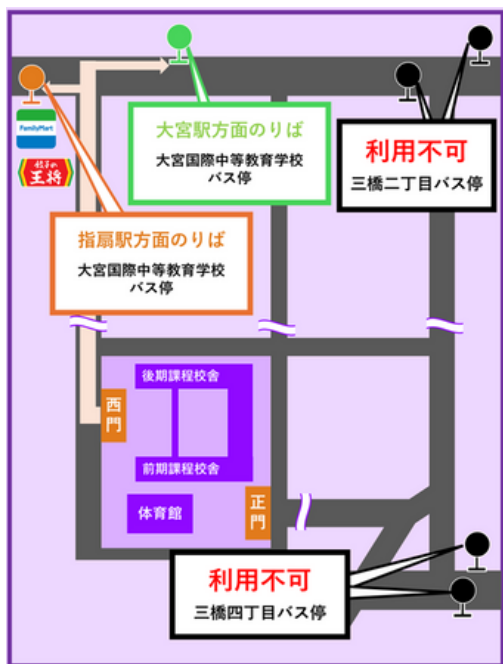 FamilyMart
餃子の
王将
大宮駅方面のりば
大宮国際中等教育学校
バス停
利用不可
三橋二丁目バス停
指扇駅方面のりば
大宮国際中等教育学校
バス停
後期課程校舎
西門
前期課程校舎
体育館
正門
利用不可
三橋四丁目バス停